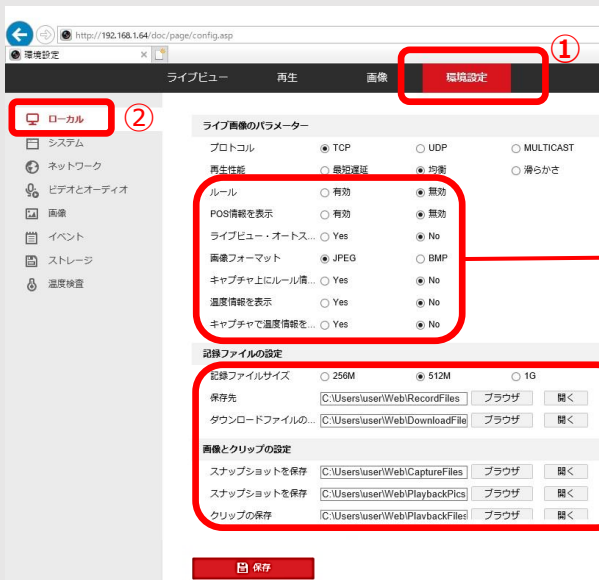 http://192.168.1.64/doc/page/config.asp
環境設定 ×
①
ライブビュー 再生 画像 環境設定
ローカル
②
システム
ネットワーク
ビデオとオーディオ
画像
イベント
ストレージ
温度検査
ライブ画像のパラメーター
プロトコル TCP UDP MULTICAST
再生性能 最短遅延 均衡 滑らかさ
ルール 有効 無効
POS情報を表示 有効 無効
ライブビュー・オートス... Yes No
画像フォーマット JPEG BMP
キャプチャ上にルール情... Yes No
温度情報を表示 Yes No
キャプチャで温度情報を... Yes No
記録ファイルの設定
記録ファイルサイズ 256M 512M 1G
保存先 C:\Users\user\Web\RecordFiles ブラウザ 開く
ダウンロードファイルの... C:\Users\user\Web\DownloadFile ブラウザ 開く
画像とクリップの設定
スナップショットを保存 C:\Users\user\Web\CaptureFiles ブラウザ 開く
スナップショットを保存 C:\Users\user\Web\PlaybackPics ブラウザ 開く
クリップの保存 C:\Users\user\Web\PlaybackFiles ブラウザ 開く
保存